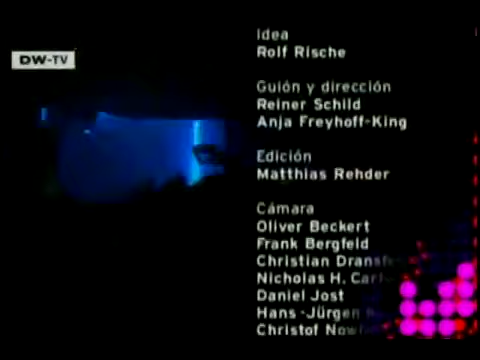 DW-TV
Idea
Rolf Rische
Guión y dirección
Reiner Schild
Anja Freyhoff-King
Edición
Matthias Rehder
Cámara
Oliver Beckert
Frank Bergfeld
Christian
Nicholas H.
Daniel Jost
Hans-Jürgen
Christof